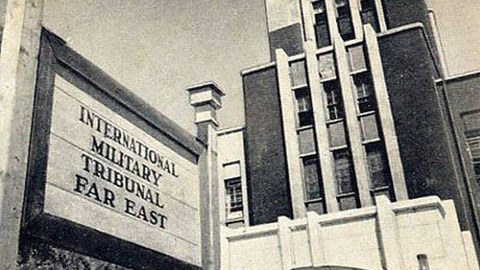 INTERNATIONAL
MILITARY
TRIBUNAL
FAR EAST